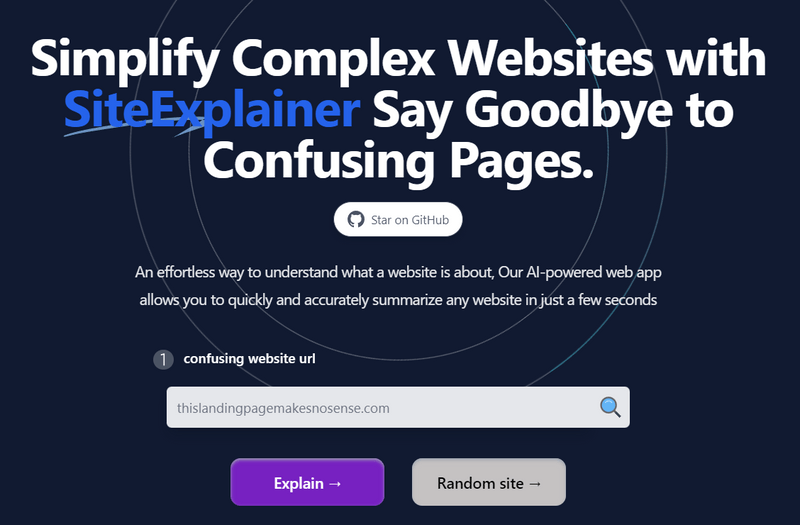 Simplify Complex Websites with
SiteExplainer Say Goodbye to
Confusing Pages.
Star on GitHub
An effortless way to understand what a website is about, Our AI-powered web app
allows you to quickly and accurately summarize any website in just a few seconds
1 confusing website url
thislandingpagemakesnosense.com
Explain → Random site →